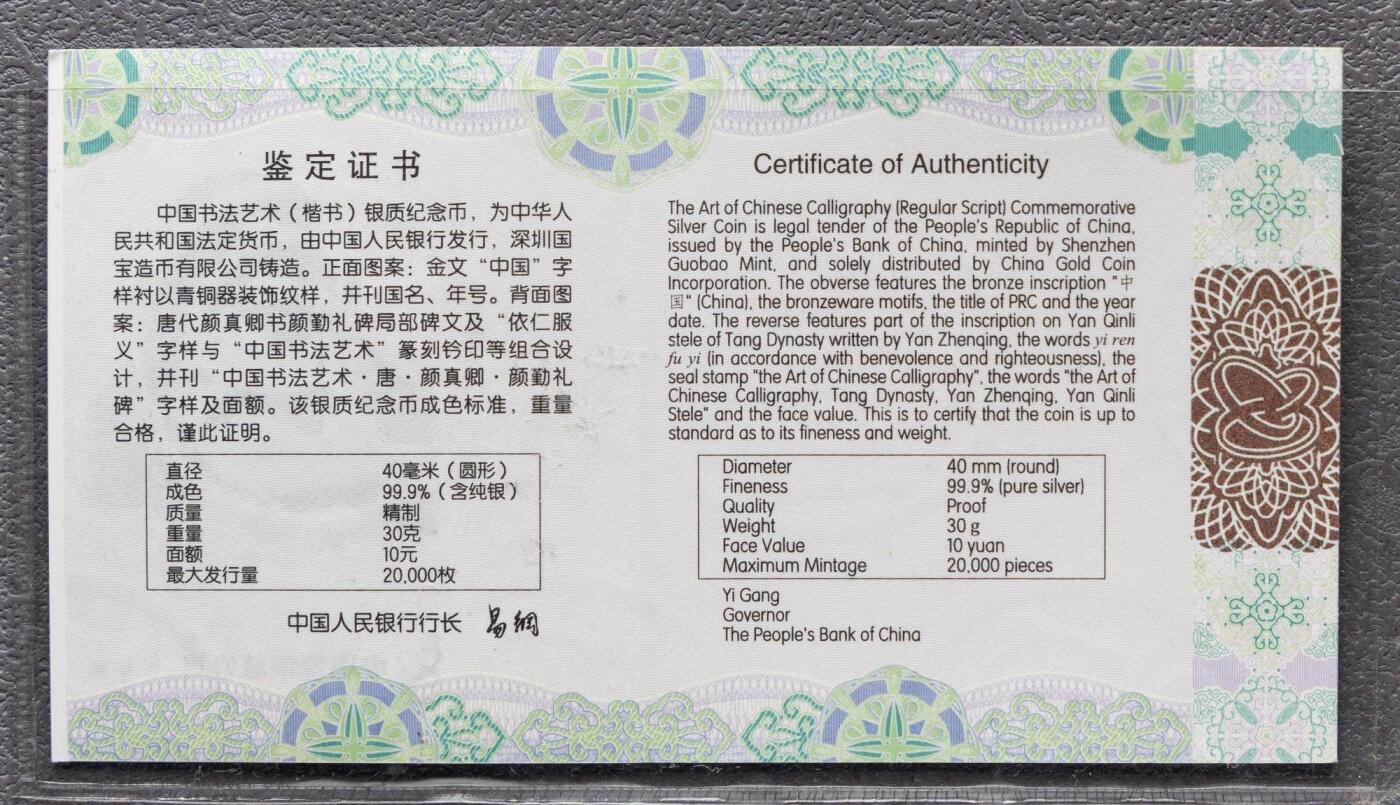 鉴定证书
中国书法艺术（楷书）银质纪念币，为中华人
民共和国法定货币，由中国人民银行发行，深圳国
宝造币有限公司铸造。正面图案：金文“中国”字
样衬以青铜器装饰纹样，并刊国名、年号。背面图
案：唐代颜真卿书颜勤礼碑局部碑文及“依仁服
义”字样与“中国书法艺术”篆刻钤印等组合设
计，并刊“中国书法艺术·唐·颜真卿·颜勤礼
碑”字样及面额。该银质纪念币成色标准，重量
合格，谨此证明。
直径 40毫米（圆形）
成色 99.9%（含纯银）
质量 精制
重量 30克
面额 10元
最大发行量 20,000枚
中国人民银行行长 易纲
Certificate of Authenticity
The Art of Chinese Calligraphy (Regular Script) Commemorative
Silver Coin is legal tender of the People's Republic of China,
issued by the People's Bank of China, minted by Shenzhen
Guobao Mint, and solely distributed by China Gold Coin
Incorporation. The obverse features the bronze inscription "中
国" (China), the bronzeware motifs, the title of PRC and the year
date. The reverse features part of the inscription on Yan Qinli
stele of Tang Dynasty written by Yan Zhenqing, the words yi ren
fu yi (in accordance with benevolence and righteousness), the
seal stamp "the Art of Chinese Calligraphy", the words "the Art of
Chinese Calligraphy, Tang Dynasty, Yan Zhenqing, Yan Qinli
Stele" and the face value. This is to certify that the coin is up to
standard as to its fineness and weight.
Diameter 40 mm (round)
Fineness 99.9% (pure silver)
Quality Proof
Weight 30 g
Face Value 10 yuan
Maximum Mintage 20,000 pieces
Yi Gang
Governor
The People's Bank of China